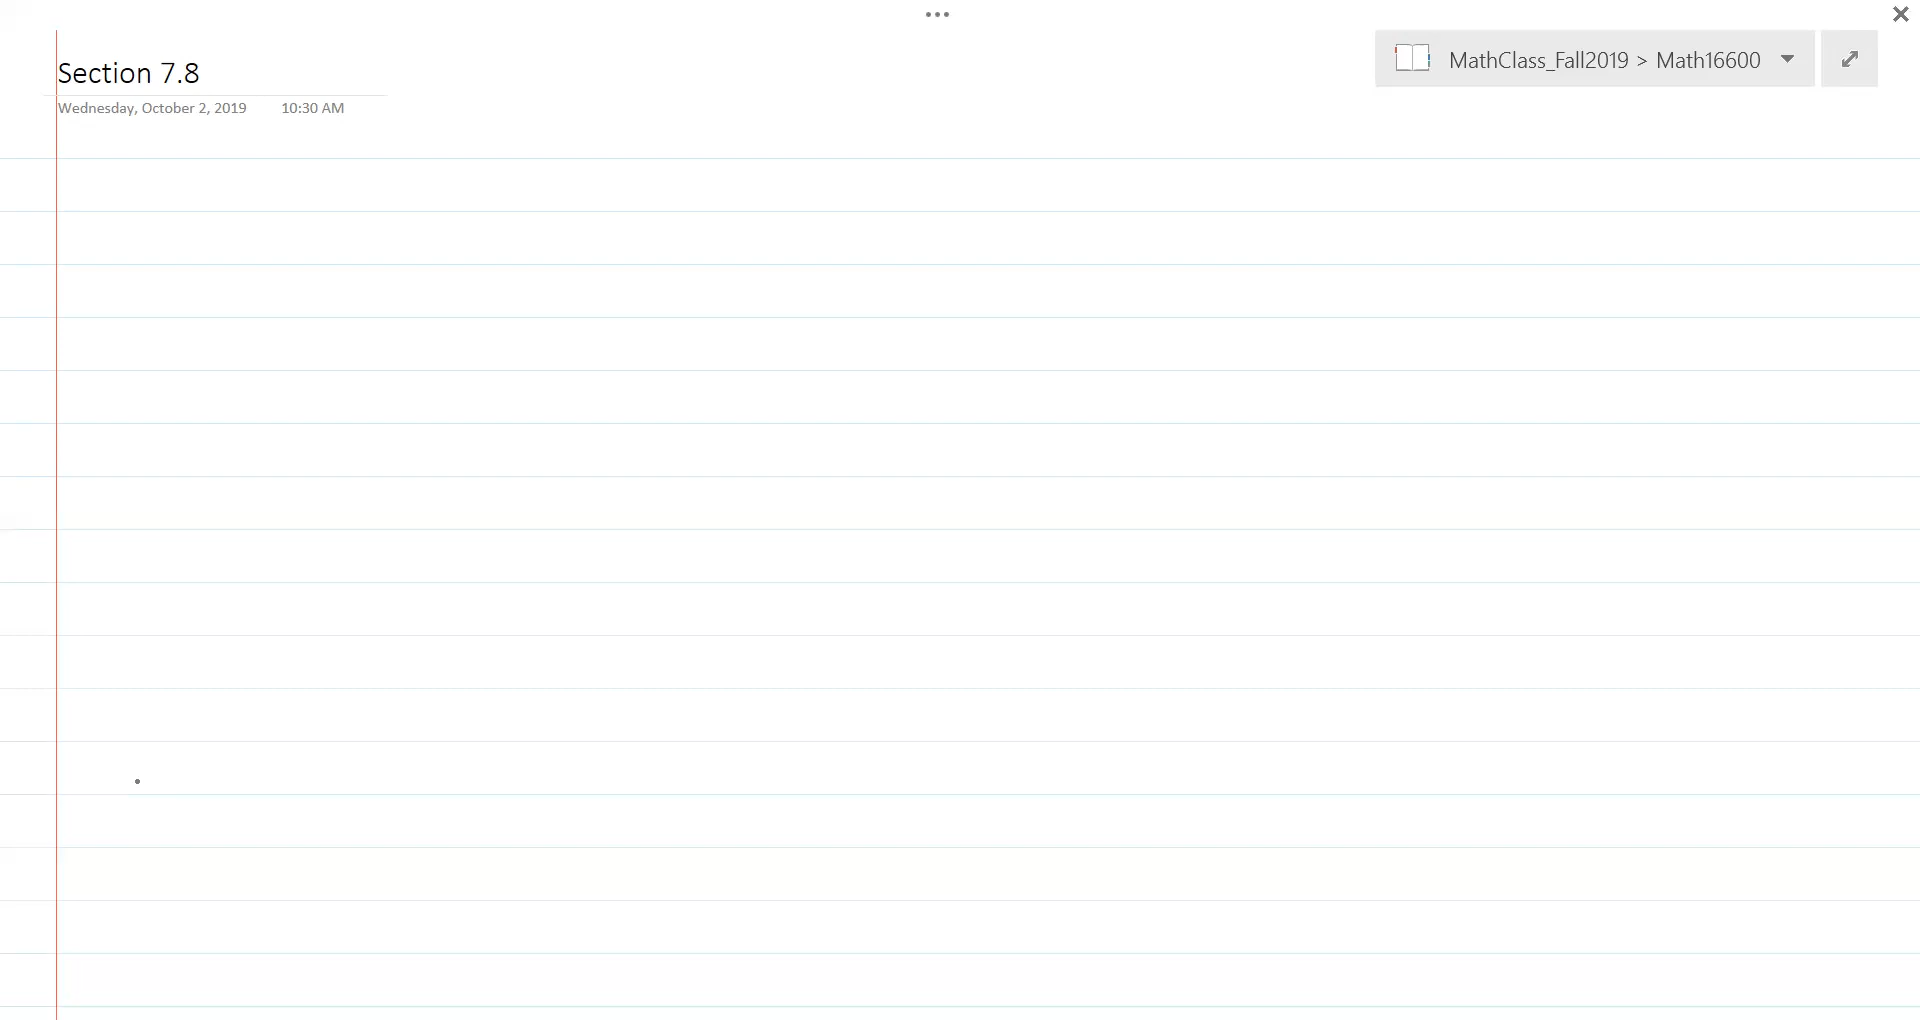 Section 7.8
MathClass_Fall2019 > Math16600
Wednesday, October 2, 2019 10:30 AM